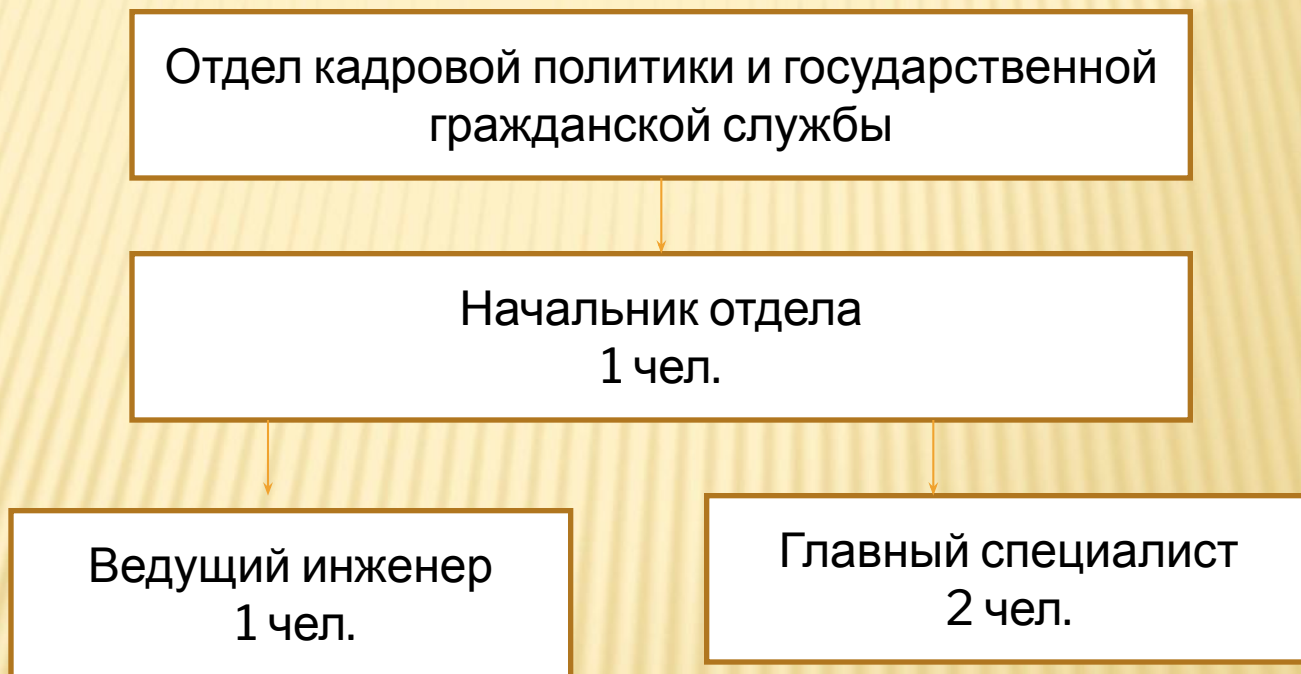 Отдел кадровой политики и государственной
гражданской службы
Начальник отдела
1 чел.
Ведущий инженер
1 чел.
Главный специалист
2 чел.